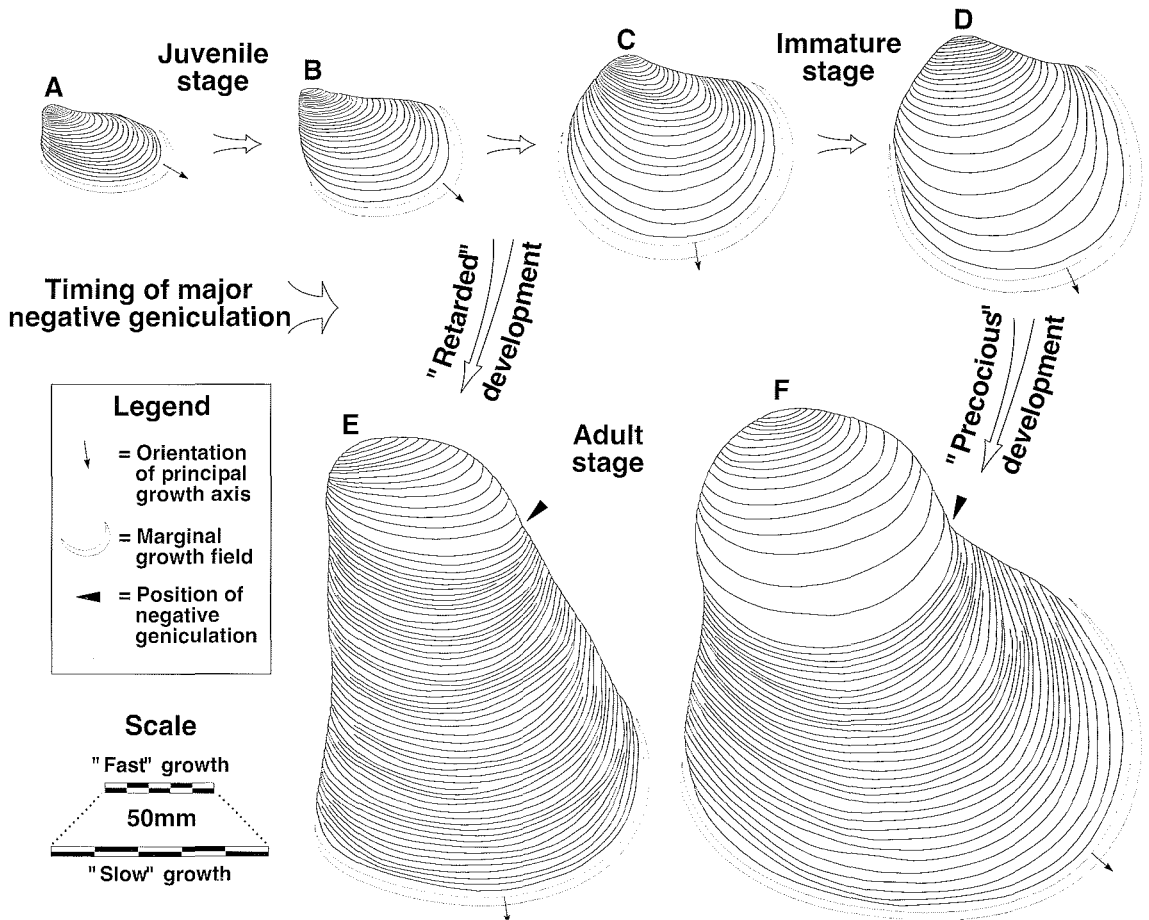 A
Juvenile
stage
B
C
Immature
stage
D
Timing of major
negative geniculation
"Retarded"
development
"Precocious"
development
Legend
= Orientation
of principal
growth axis
= Marginal
growth field
= Position of
negative
geniculation
E
Adult
stage
F
Scale
"Fast" growth
50mm
"Slow" growth